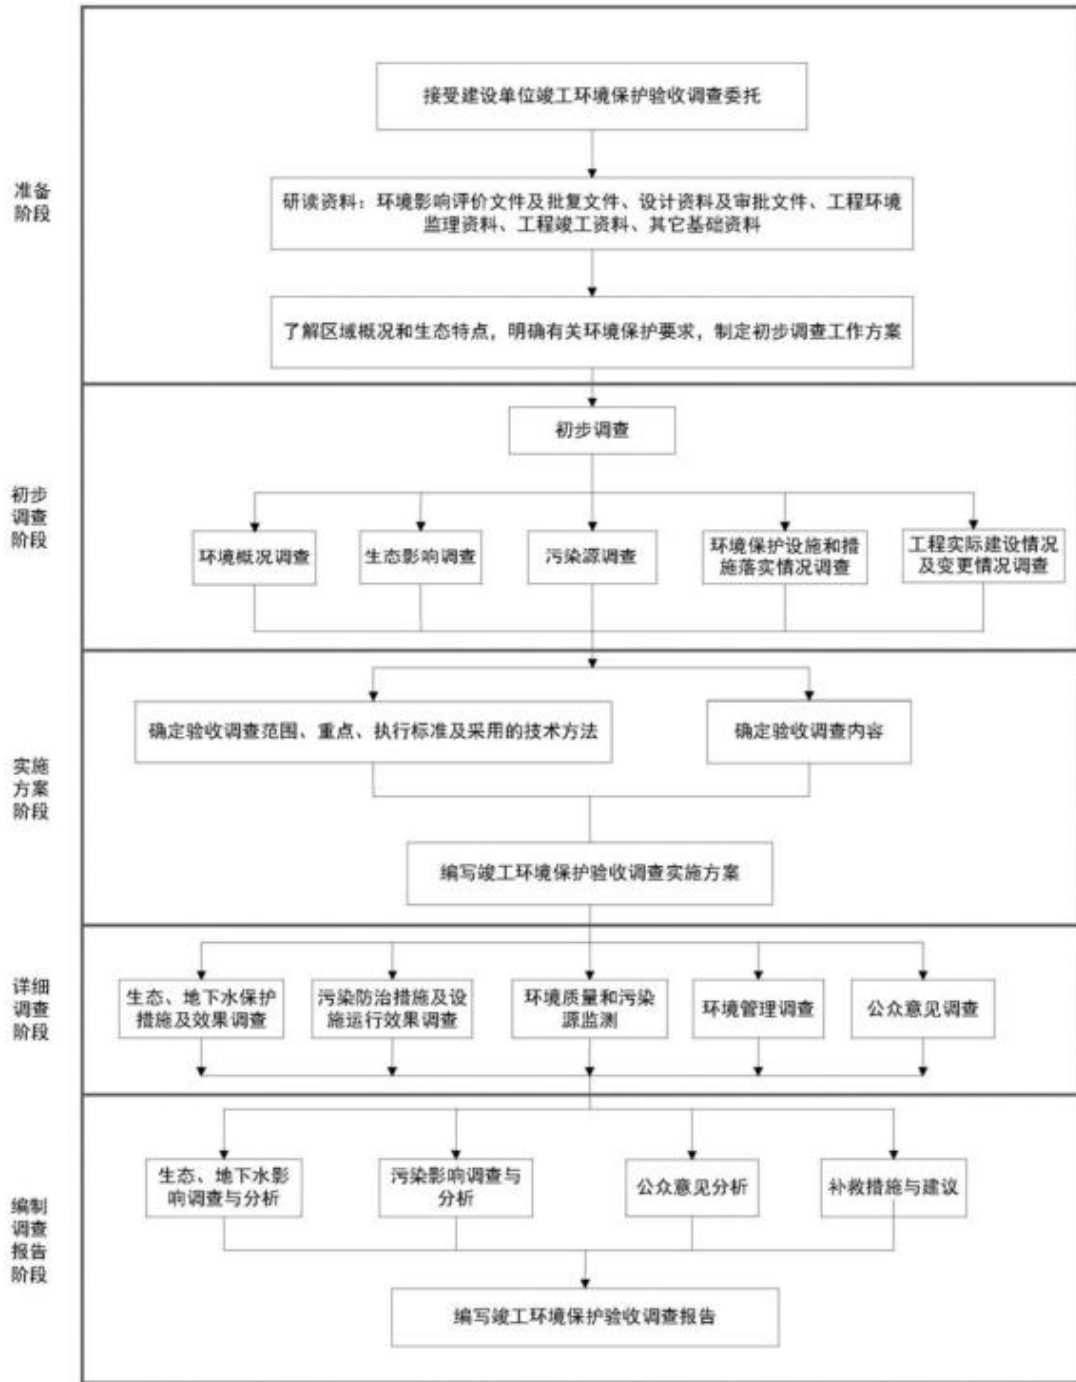 接受建设单位竣工环境保护验收调查委托
准备
阶段
研读资料：环境影响评价文件及批复文件、设计资料及审批文件、工程环境
监理资料、工程竣工资料、其它基础资料
了解区域概况和生态特点，明确有关环境保护要求，制定初步调查工作方案
初步
调查
阶段
初步调查
环境概况调查
生态影响调查
污染源调查
环境保护设施和措
施落实情况调查
工程实际建设情况
及变更情况调查
实施
方案
阶段
确定验收调查范围、重点、执行标准及采用的技术方法
确定验收调查内容
编写竣工环境保护验收调查实施方案
详细
调查
阶段
生态、地下水保护
措施及效果调查
污染防治措施及设
施运行效果调查
环境质量和污染
源监测
环境管理调查
公众意见调查
编制
调查
报告
阶段
生态、地下水影
响调查与分析
污染影响调查与
分析
公众意见分析
补救措施与建议
编写竣工环境保护验收调查报告